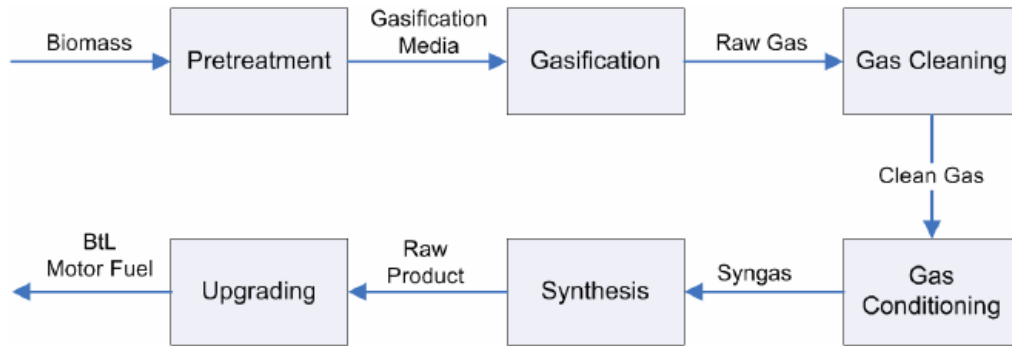 Biomass
Pretreatment
Gasification
Media
Gasification
Raw Gas
Gas Cleaning
Clean Gas
Gas
Conditioning
Syngas
Synthesis
Raw
Product
Upgrading
BtL
Motor Fuel